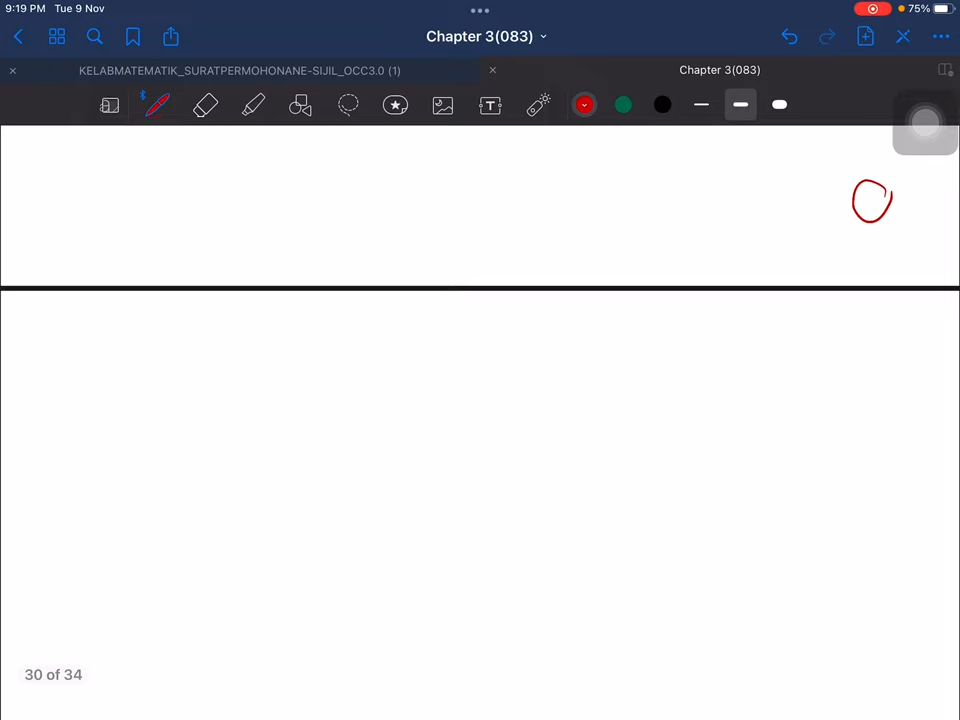 9:19 PM Tue 9 Nov 75%
Chapter 3(083)
KELABMATEMATIK_SURATPERMOHONANE-SIJIL_OCC3.0 (1) Chapter 3(083)
T
30 of 34